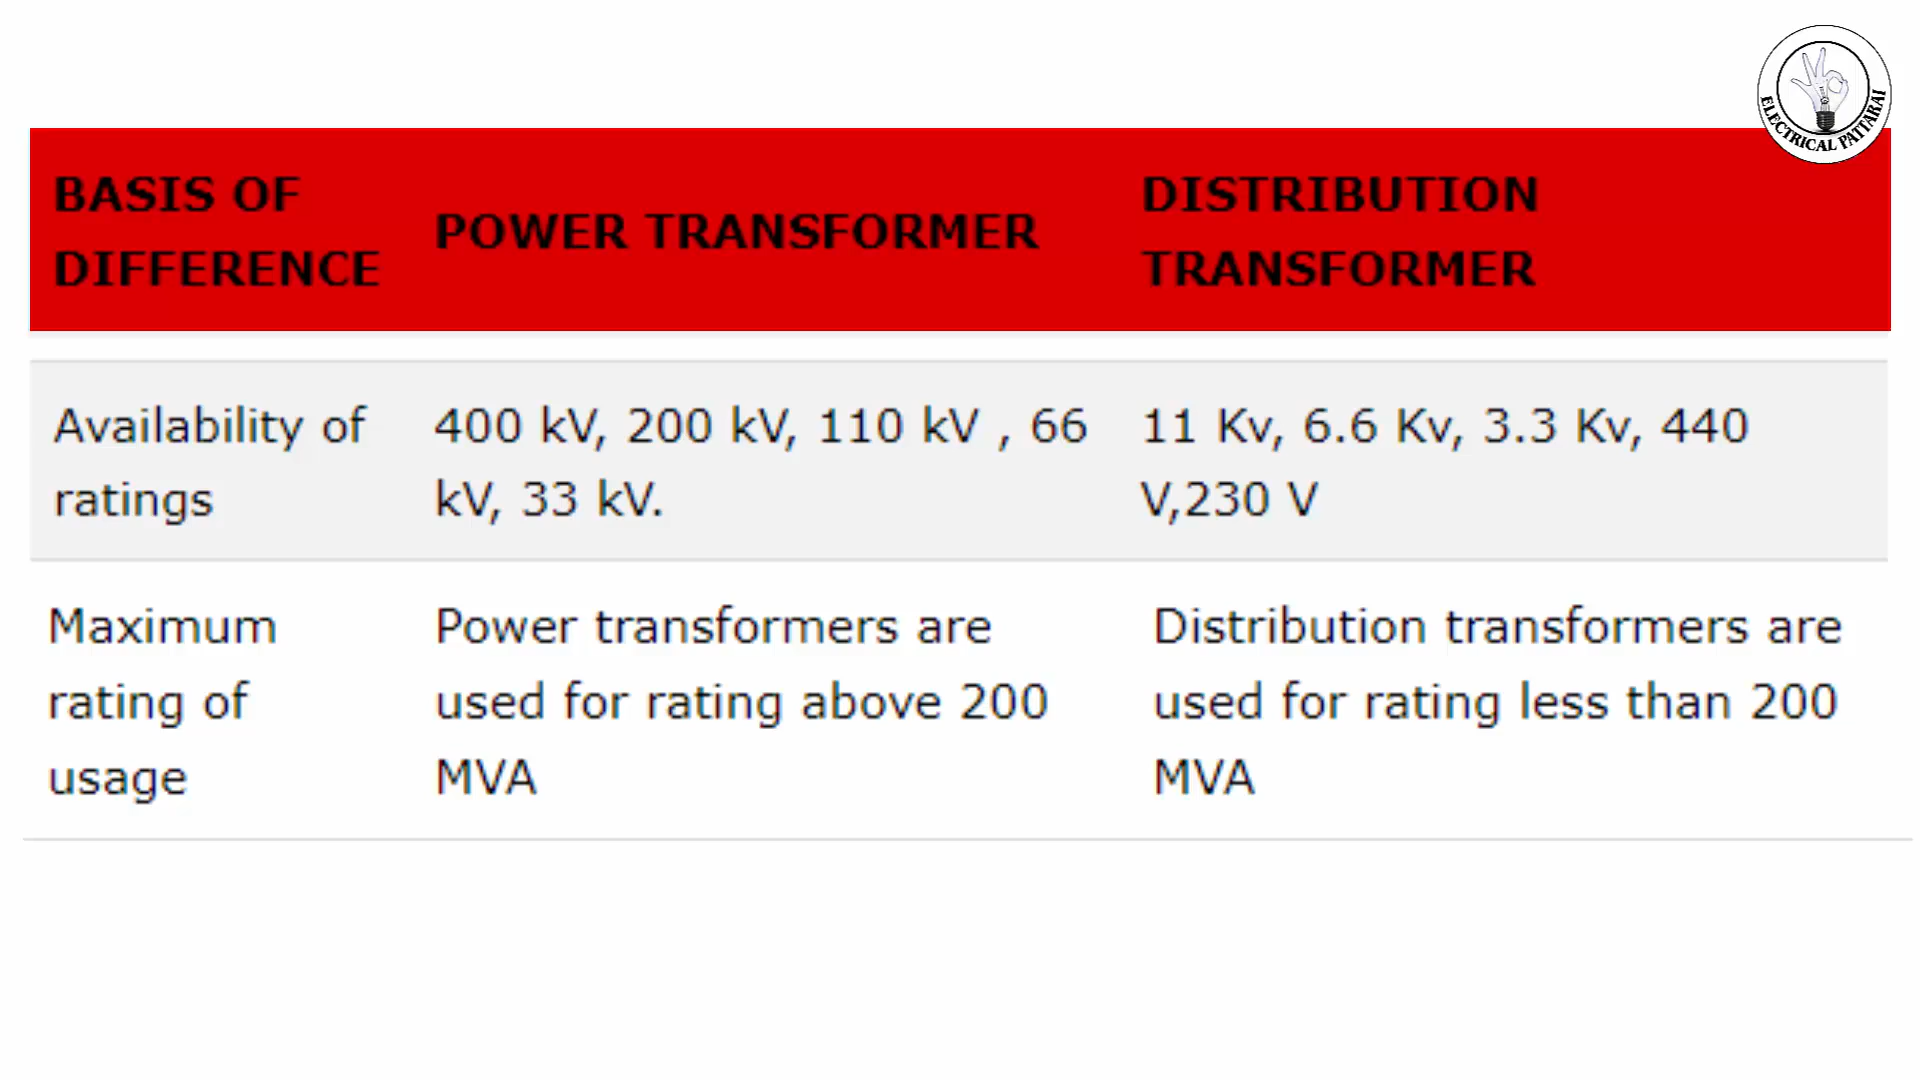 ELECTRICAL PATTARAI
BASIS OF
DIFFERENCE
POWER TRANSFORMER
DISTRIBUTION
TRANSFORMER
Availability of
ratings
400 kV, 200 kV, 110 kV , 66
kV, 33 kV.
11 Kv, 6.6 Kv, 3.3 Kv, 440
V,230 V
Maximum
rating of
usage
Power transformers are
used for rating above 200
MVA
Distribution transformers are
used for rating less than 200
MVA